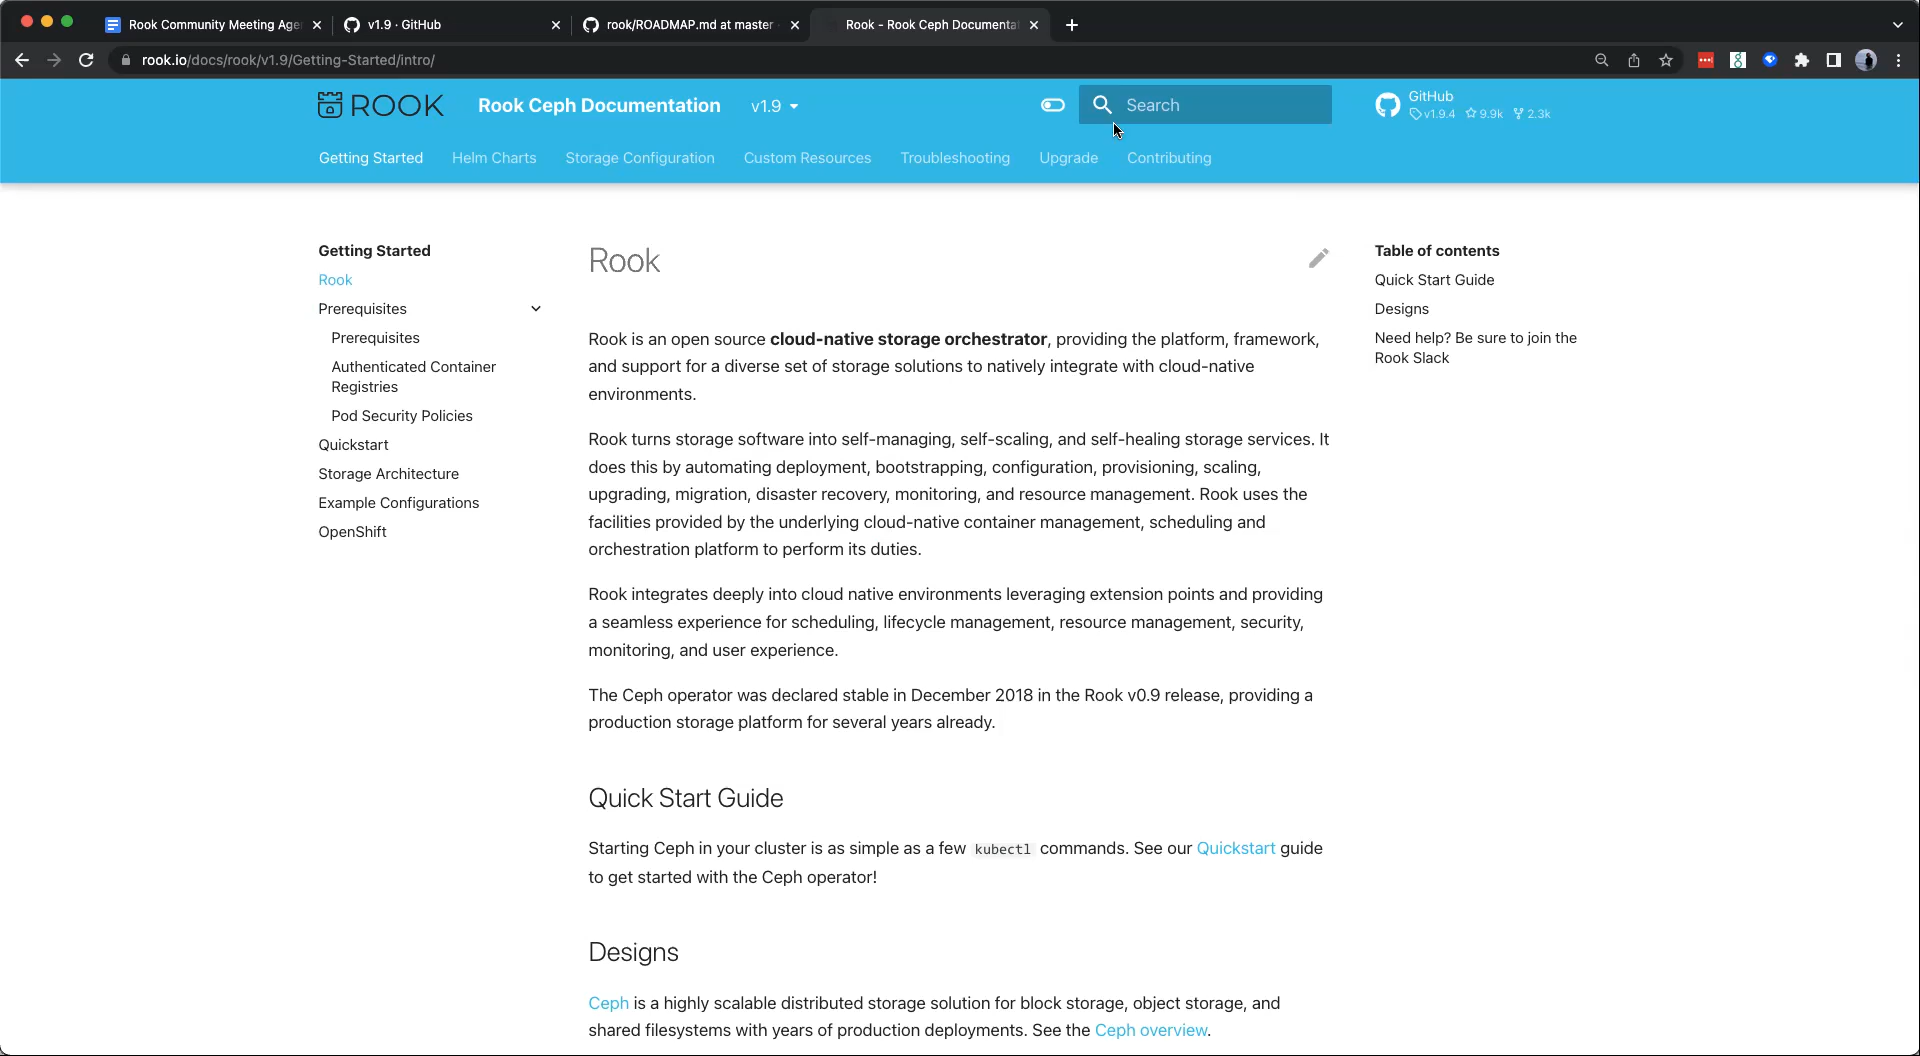 Rook Community Meeting Age
v1.9 · GitHub
rook/ROADMAP.md at master
Rook - Rook Ceph Documenta
rook.io/docs/rook/v1.9/Getting-Started/intro/
ROOK
Rook Ceph Documentation
v1.9
Search
GitHub
v1.9.4 9.9k 2.3k
Getting Started Helm Charts Storage Configuration Custom Resources Troubleshooting Upgrade Contributing
Getting Started
Rook
Prerequisites
Prerequisites
Authenticated Container
Registries
Pod Security Policies
Quickstart
Storage Architecture
Example Configurations
OpenShift
Rook
Rook is an open source cloud-native storage orchestrator, providing the platform, framework,
and support for a diverse set of storage solutions to natively integrate with cloud-native
environments.
Rook turns storage software into self-managing, self-scaling, and self-healing storage services. It
does this by automating deployment, bootstrapping, configuration, provisioning, scaling,
upgrading, migration, disaster recovery, monitoring, and resource management. Rook uses the
facilities provided by the underlying cloud-native container management, scheduling and
orchestration platform to perform its duties.
Rook integrates deeply into cloud native environments leveraging extension points and providing
a seamless experience for scheduling, lifecycle management, resource management, security,
monitoring, and user experience.
The Ceph operator was declared stable in December 2018 in the Rook v0.9 release, providing a
production storage platform for several years already.
Quick Start Guide
Starting Ceph in your cluster is as simple as a few kubectl commands. See our Quickstart guide
to get started with the Ceph operator!
Designs
Ceph is a highly scalable distributed storage solution for block storage, object storage, and
shared filesystems with years of production deployments. See the Ceph overview.
Table of contents
Quick Start Guide
Designs
Need help? Be sure to join the
Rook Slack